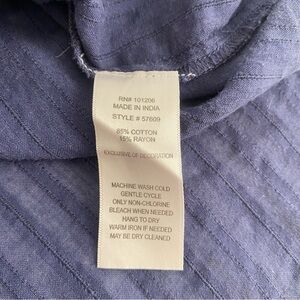 RN# 101206
MADE IN INDIA
STYLE # 57609
85% COTTON
15% RAYON
EXCLUSIVE OF DECORATION
MACHINE WASH COLD
GENTLE CYCLE
ONLY NON-CHLORINE
BLEACH WHEN NEEDED
HANG TO DRY
WARM IRON IF NEEDED
MAY BE DRY CLEANED